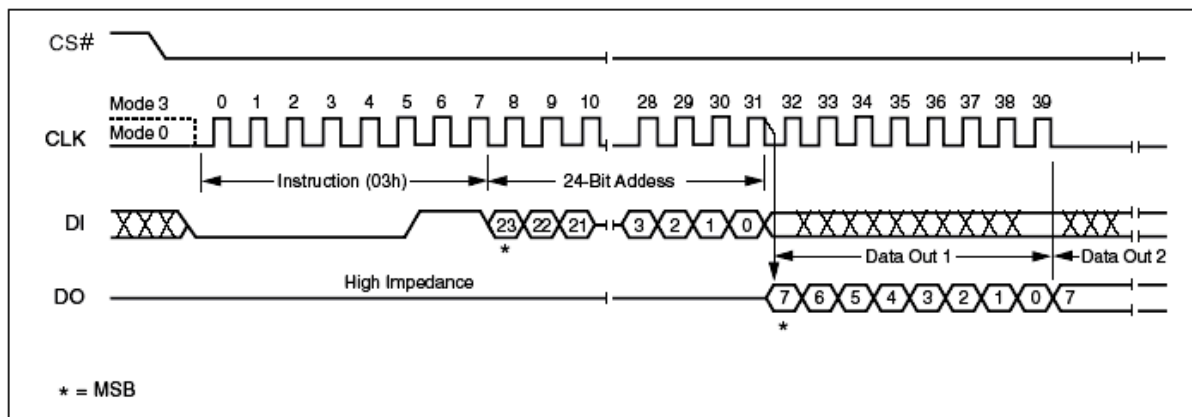 CS#
Mode 3 0 1 2 3 4 5 6 7 8 9 10 28 29 30 31 32 33 34 35 36 37 38 39
CLK Mode 0
Instruction (03h) 24-Bit Addess
DI 23 22 21 3 2 1 0
* Data Out 1 Data Out 2
High Impedance
DO 7 6 5 4 3 2 1 0 7
*
* = MSB